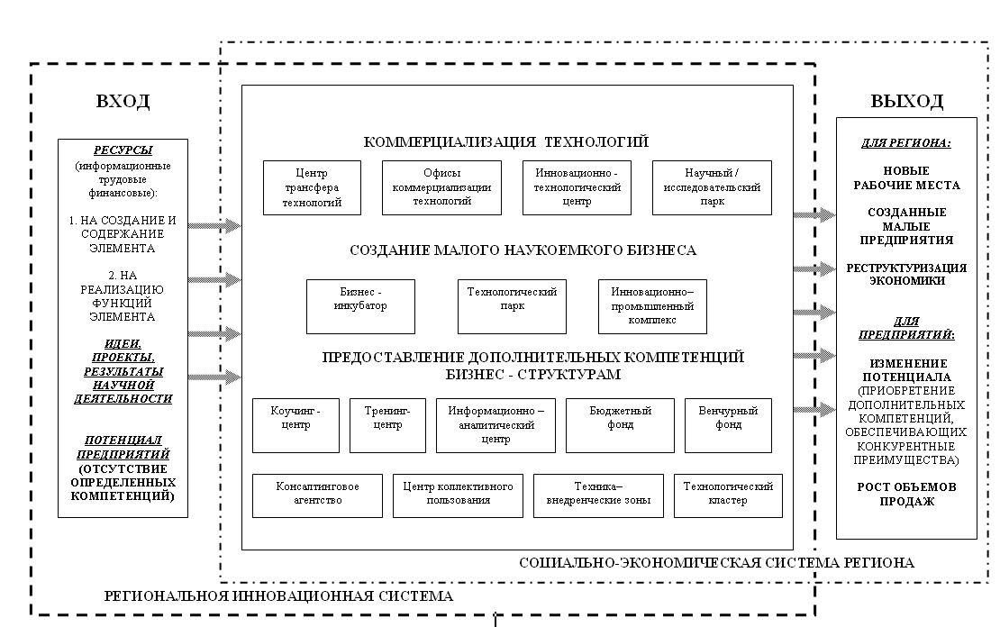 ВХОД
РЕСУРСЫ
(информационные
трудовые
финансовые):
1. НА СОЗДАНИЕ И
СОДЕРЖАНИЕ
ЭЛЕМЕНТА
2. НА
РЕАЛИЗАЦИЮ
ФУНКЦИЙ
ЭЛЕМЕНТА
ИДЕИ,
ПРОЕКТЫ,
РЕЗУЛЬТАТЫ
НАУЧНОЙ
ДЕЯТЕЛЬНОСТИ
ПОТЕНЦИАЛ
ПРЕДПРИЯТИЙ
(ОТСУТСТВИЕ
ОПРЕДЕЛЕННЫХ
КОМПЕТЕНЦИЙ)
КОММЕРЦИАЛИЗАЦИЯ ТЕХНОЛОГИЙ
Центр
трансфера
технологий
Офисы
коммерциализации
технологий
Инновационно -
технологический
центр
Научный /
исследовательский
парк
СОЗДАНИЕ МАЛОГО НАУКОЕМКОГО БИЗНЕСА
Бизнес -
инкубатор
Технологический
парк
Инновационно–
промышленный
комплекс
ПРЕДОСТАВЛЕНИЕ ДОПОЛНИТЕЛЬНЫХ КОМПЕТЕНЦИЙ
БИЗНЕС - СТРУКТУРАМ
Коучинг -
центр
Тренинг-
центр
Информационно –
аналитический
центр
Бюджетный
фонд
Венчурный
фонд
Консалтинговое
агентство
Центр коллективного
пользования
Техника–
внедренческие зоны
Технологический
кластер
ВЫХОД
ДЛЯ РЕГИОНА:
НОВЫЕ
РАБОЧИЕ МЕСТА
СОЗДАННЫЕ
МАЛЫЕ
ПРЕДПРИЯТИЯ
РЕСТРУКТУРИЗАЦИЯ
ЭКОНОМИКИ
ДЛЯ
ПРЕДПРИЯТИЙ:
ИЗМЕНЕНИЕ
ПОТЕНЦИАЛА
(ПРИОБРЕТЕНИЕ
ДОПОЛНИТЕЛЬНЫХ
КОМПЕТЕНЦИЙ,
ОБЕСПЕЧИВАЮЩИХ
КОНКУРЕНТНЫЕ
ПРЕИМУЩЕСТВА)
РОСТ ОБЪЕМОВ
ПРОДАЖ
СОЦИАЛЬНО-ЭКОНОМИЧЕСКАЯ СИСТЕМА РЕГИОНА
РЕГИОНАЛЬНОЯ ИННОВАЦИОННАЯ СИСТЕМА